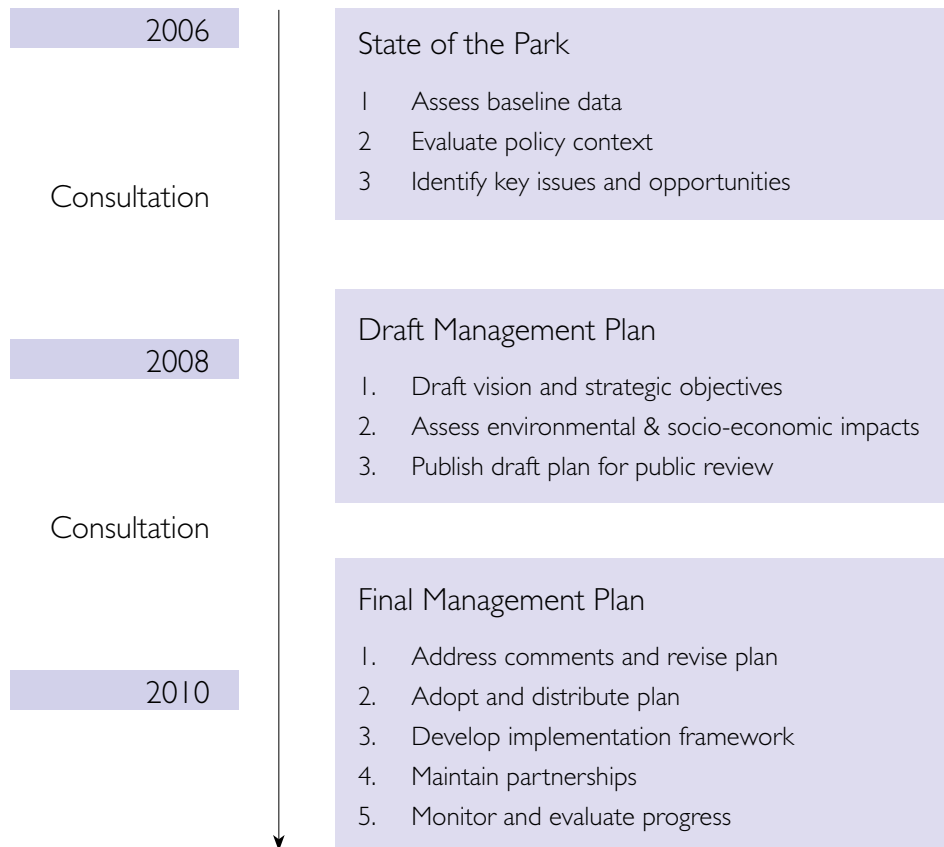 2006
State of the Park
1 Assess baseline data
2 Evaluate policy context
3 Identify key issues and opportunities
Consultation
Draft Management Plan
2008
1. Draft vision and strategic objectives
2. Assess environmental & socio-economic impacts
3. Publish draft plan for public review
Consultation
Final Management Plan
1. Address comments and revise plan
2010
2. Adopt and distribute plan
3. Develop implementation framework
4. Maintain partnerships
5. Monitor and evaluate progress